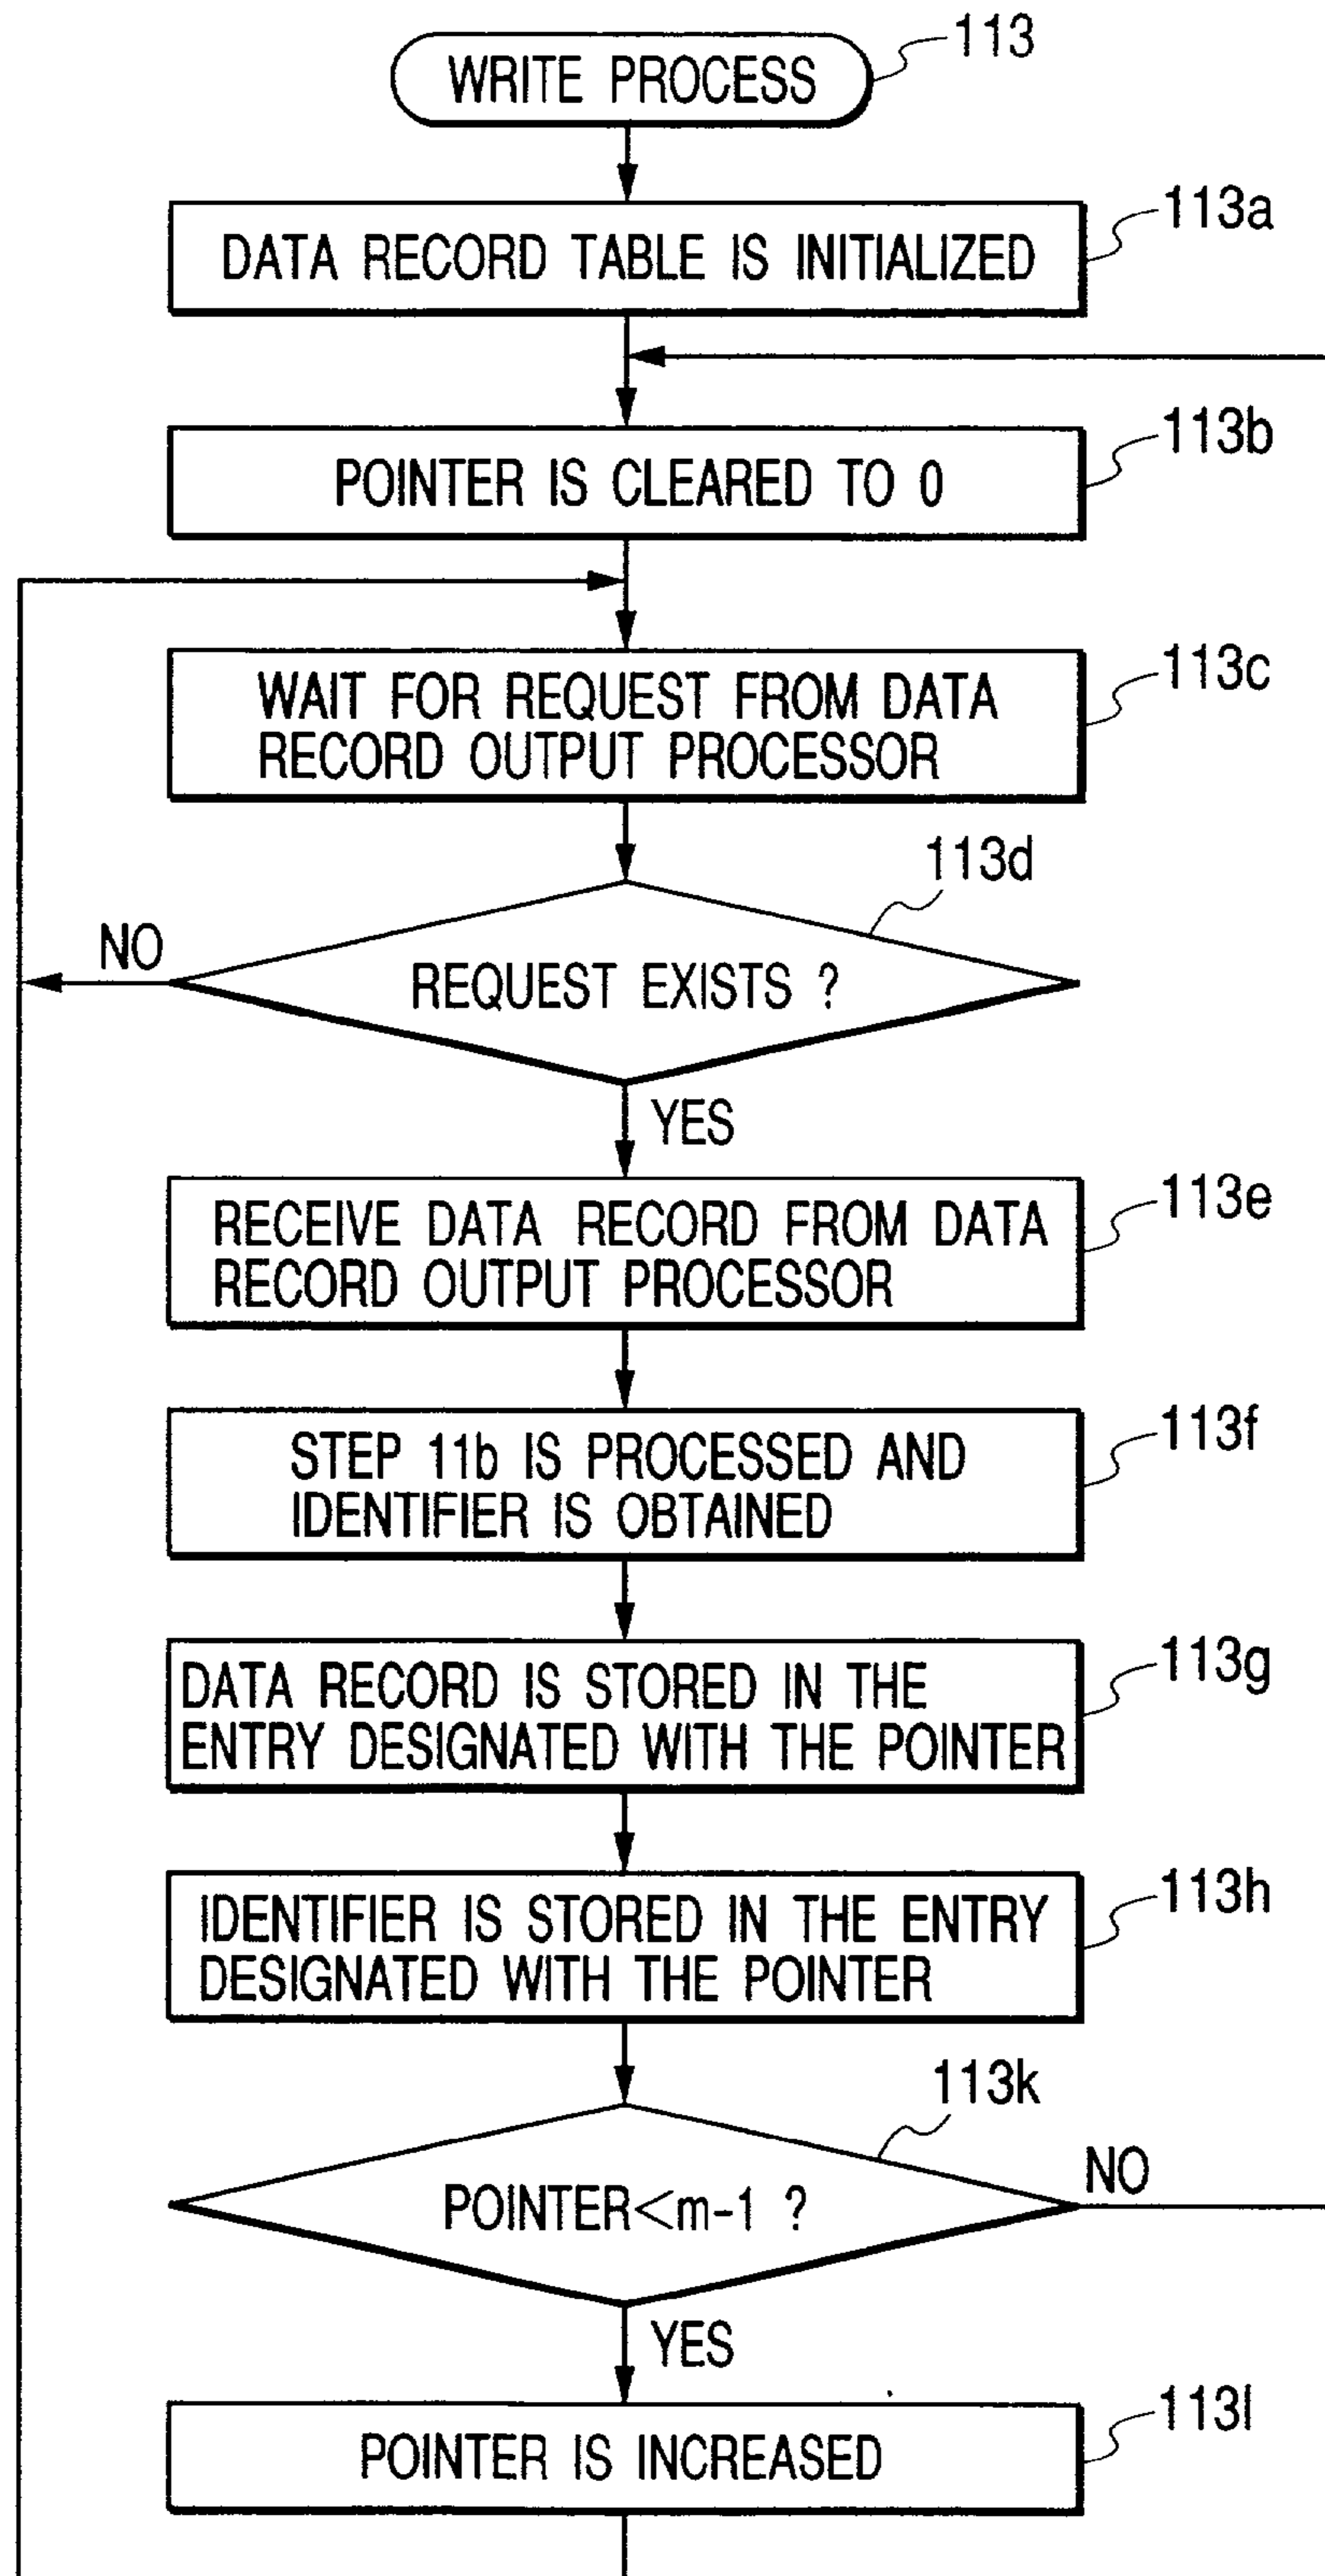 WRITE PROCESS
113
113a
DATA RECORD TABLE IS INITIALIZED
113b
POINTER IS CLEARED TO 0
113c
WAIT FOR REQUEST FROM DATA
RECORD OUTPUT PROCESSOR
113d
NO
REQUEST EXISTS ?
YES
113e
RECEIVE DATA RECORD FROM DATA
RECORD OUTPUT PROCESSOR
113f
STEP 11b IS PROCESSED AND
IDENTIFIER IS OBTAINED
113g
DATA RECORD IS STORED IN THE
ENTRY DESIGNATED WITH THE POINTER
113h
IDENTIFIER IS STORED IN THE ENTRY
DESIGNATED WITH THE POINTER
113k
NO
POINTER<m-1 ?
YES
113l
POINTER IS INCREASED